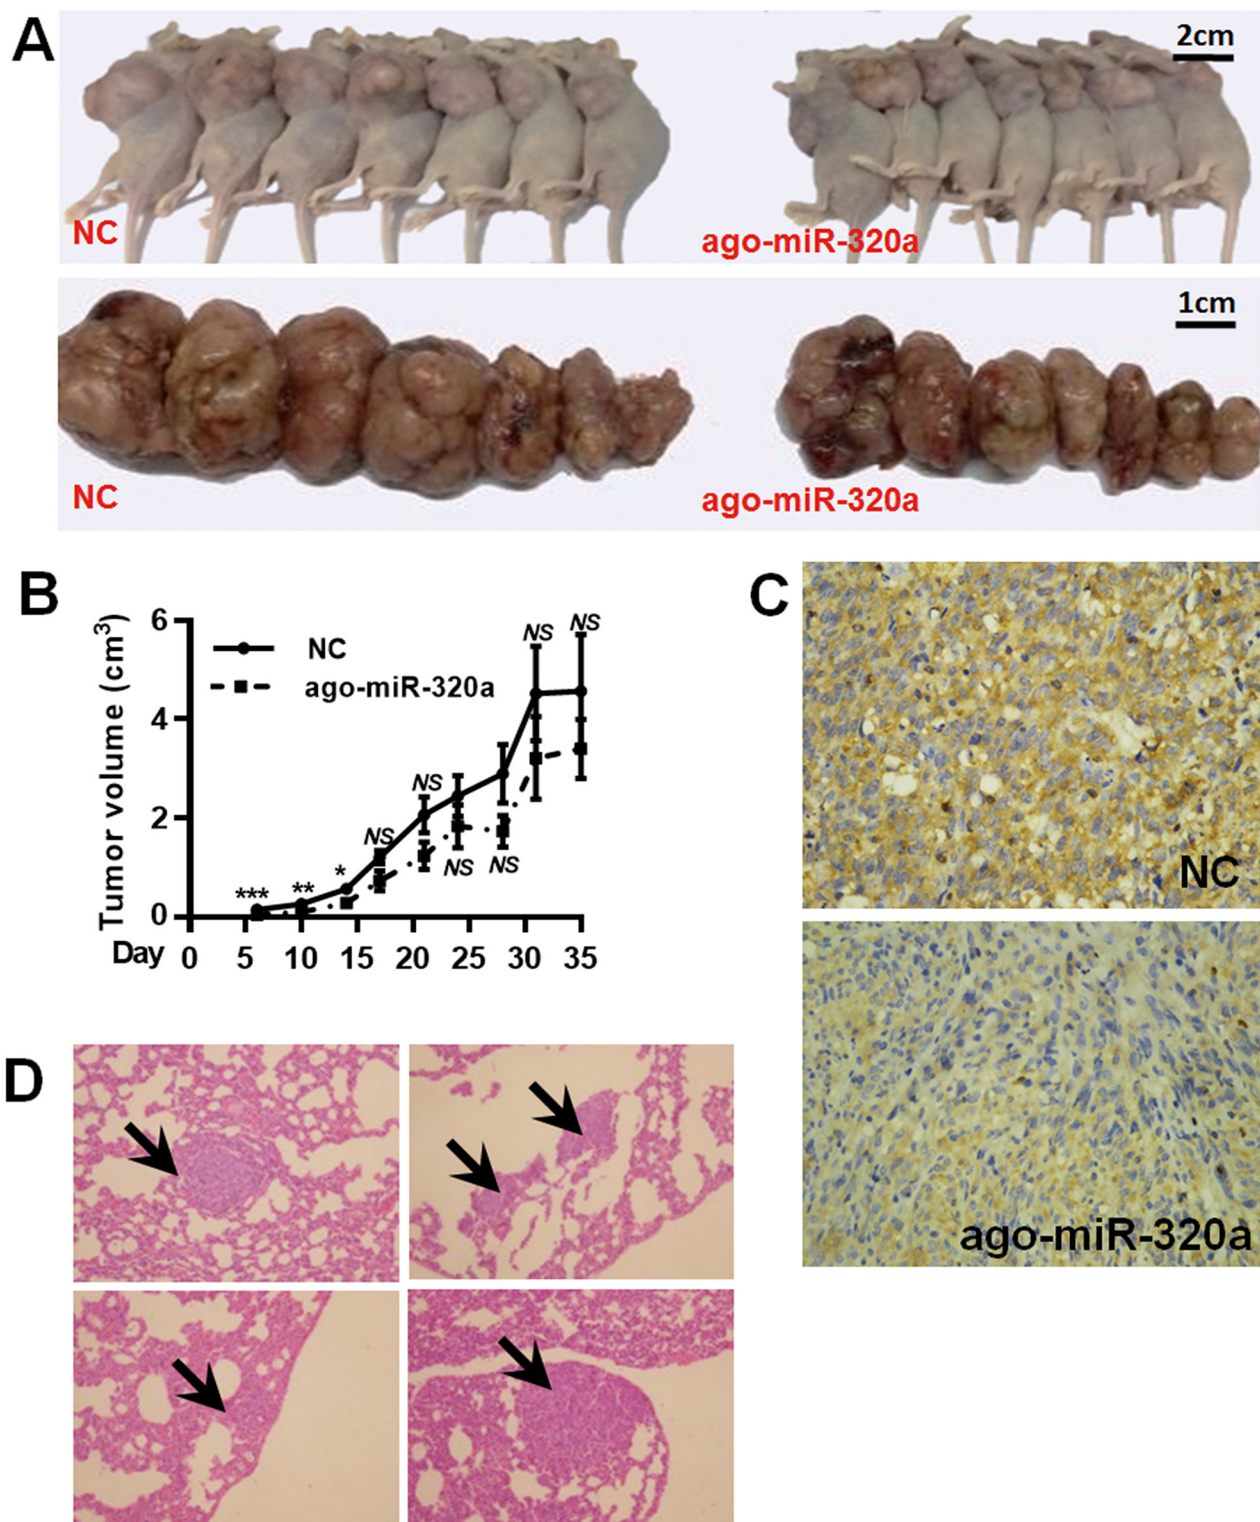 A
2cm
NC
ago-miR-320a
1cm
NC
ago-miR-320a
B
Tumor volume (cm³)
6
4
2
0
NC
ago-miR-320a
***
**
*
NS
NS
NS
NS
NS
NS
Day 0 5 10 15 20 25 30 35
C
NC
ago-miR-320a
D